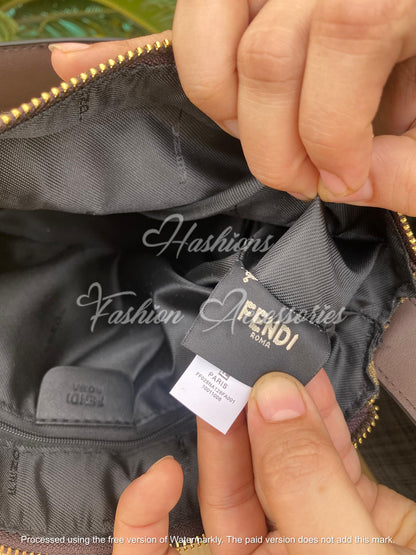 Hashions
Fashion Accessories
FENDI
ROMA
PARIS
FENDI
ROMA
Processed using the free version of Watermarkly. The paid version does not add this mark.